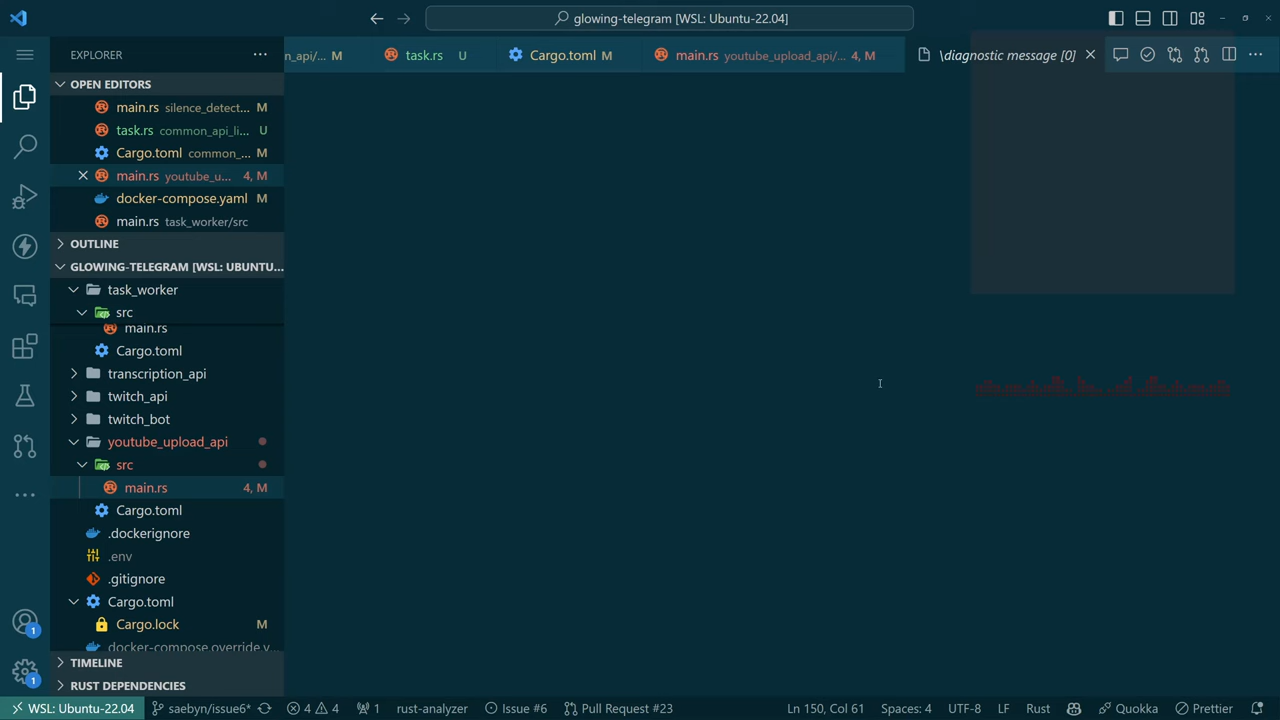 glowing-telegram [WSL: Ubuntu-22.04]
EXPLORER
n_api/... M
task.rs U
Cargo.toml M
main.rs youtube_upload_api/... 4, M
\diagnostic message [0]
OPEN EDITORS
main.rs silence_detect... M
task.rs common_api_li... U
Cargo.toml common_... M
main.rs youtube_u... 4, M
docker-compose.yaml M
main.rs task_worker/src
OUTLINE
GLOWING-TELEGRAM [WSL: UBUNTU...
task_worker
src
main.rs
Cargo.toml
transcription_api
twitch_api
twitch_bot
youtube_upload_api
src
main.rs 4, M
Cargo.toml
.dockerignore
.env
.gitignore
Cargo.toml
Cargo.lock M
docker-compose.override.y...
TIMELINE
RUST DEPENDENCIES
1
1
WSL: Ubuntu-22.04
saebyn/issue6*
4
4
1
rust-analyzer
Issue #6
Pull Request #23
Ln 150, Col 61
Spaces: 4
UTF-8
LF
Rust
Quokka
Prettier